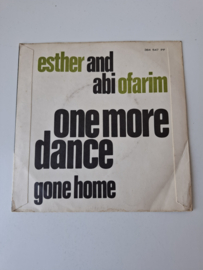 esther and
abi ofarim
one more
dance
gone home